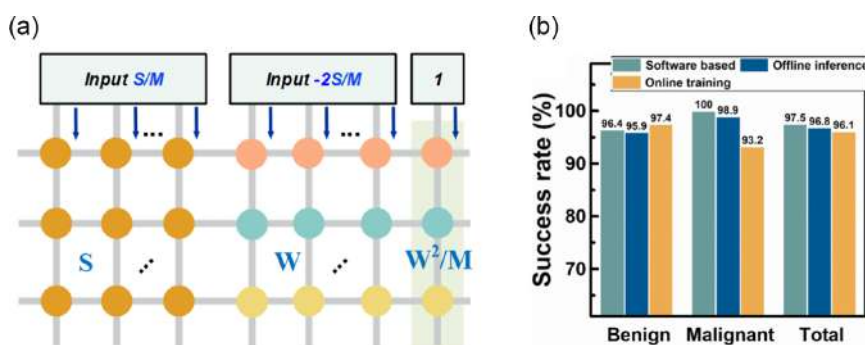 (a)
Input S/M
Input -2S/M
1
...
...
S
W
W²/M
...
...
(b)
Software based
Offline inference
Online training
Success rate (%)
100
90
80
70
96.4
95.9
97.4
100
98.9
93.2
97.5
96.8
96.1
Benign
Malignant
Total